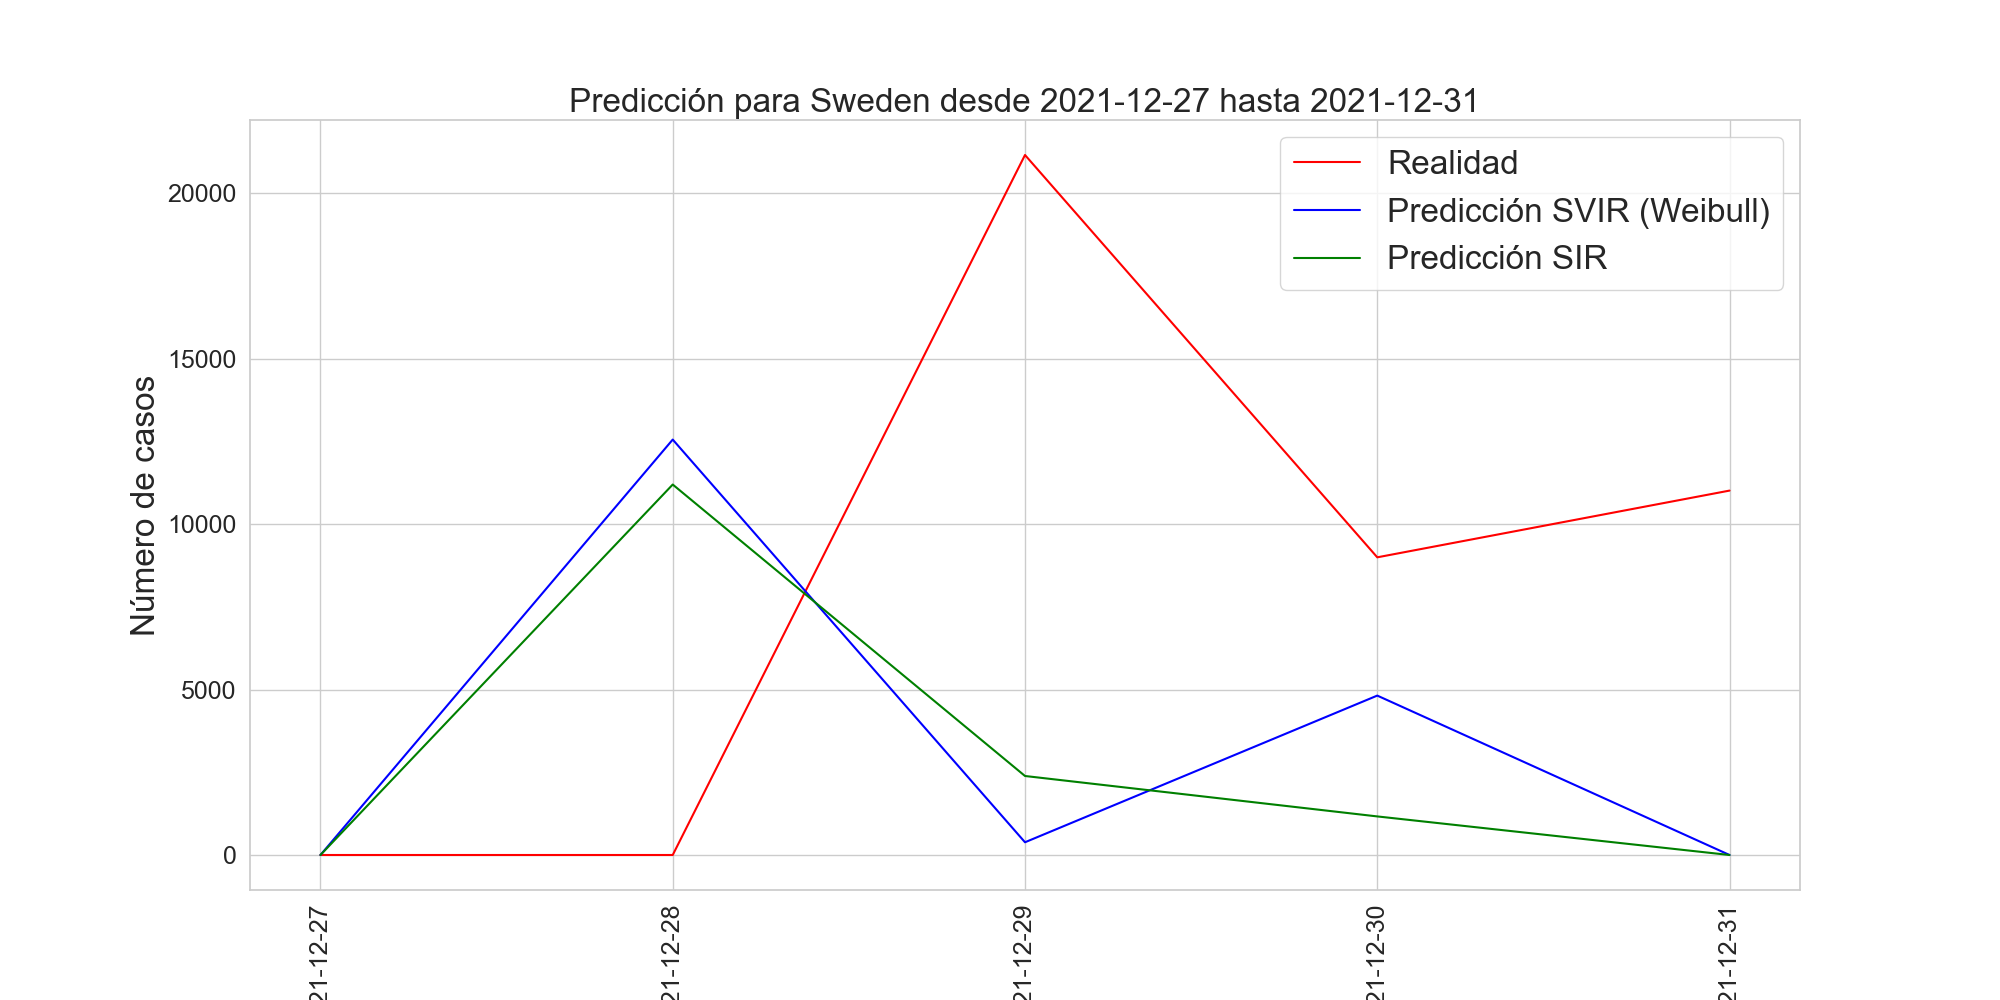 Predicción para Sweden desde 2021-12-27 hasta 2021-12-31
Realidad
Predicción SVIR (Weibull)
Predicción SIR
Número de casos
20000
15000
10000
5000
0
21-12-27
21-12-28
21-12-29
21-12-30
21-12-31